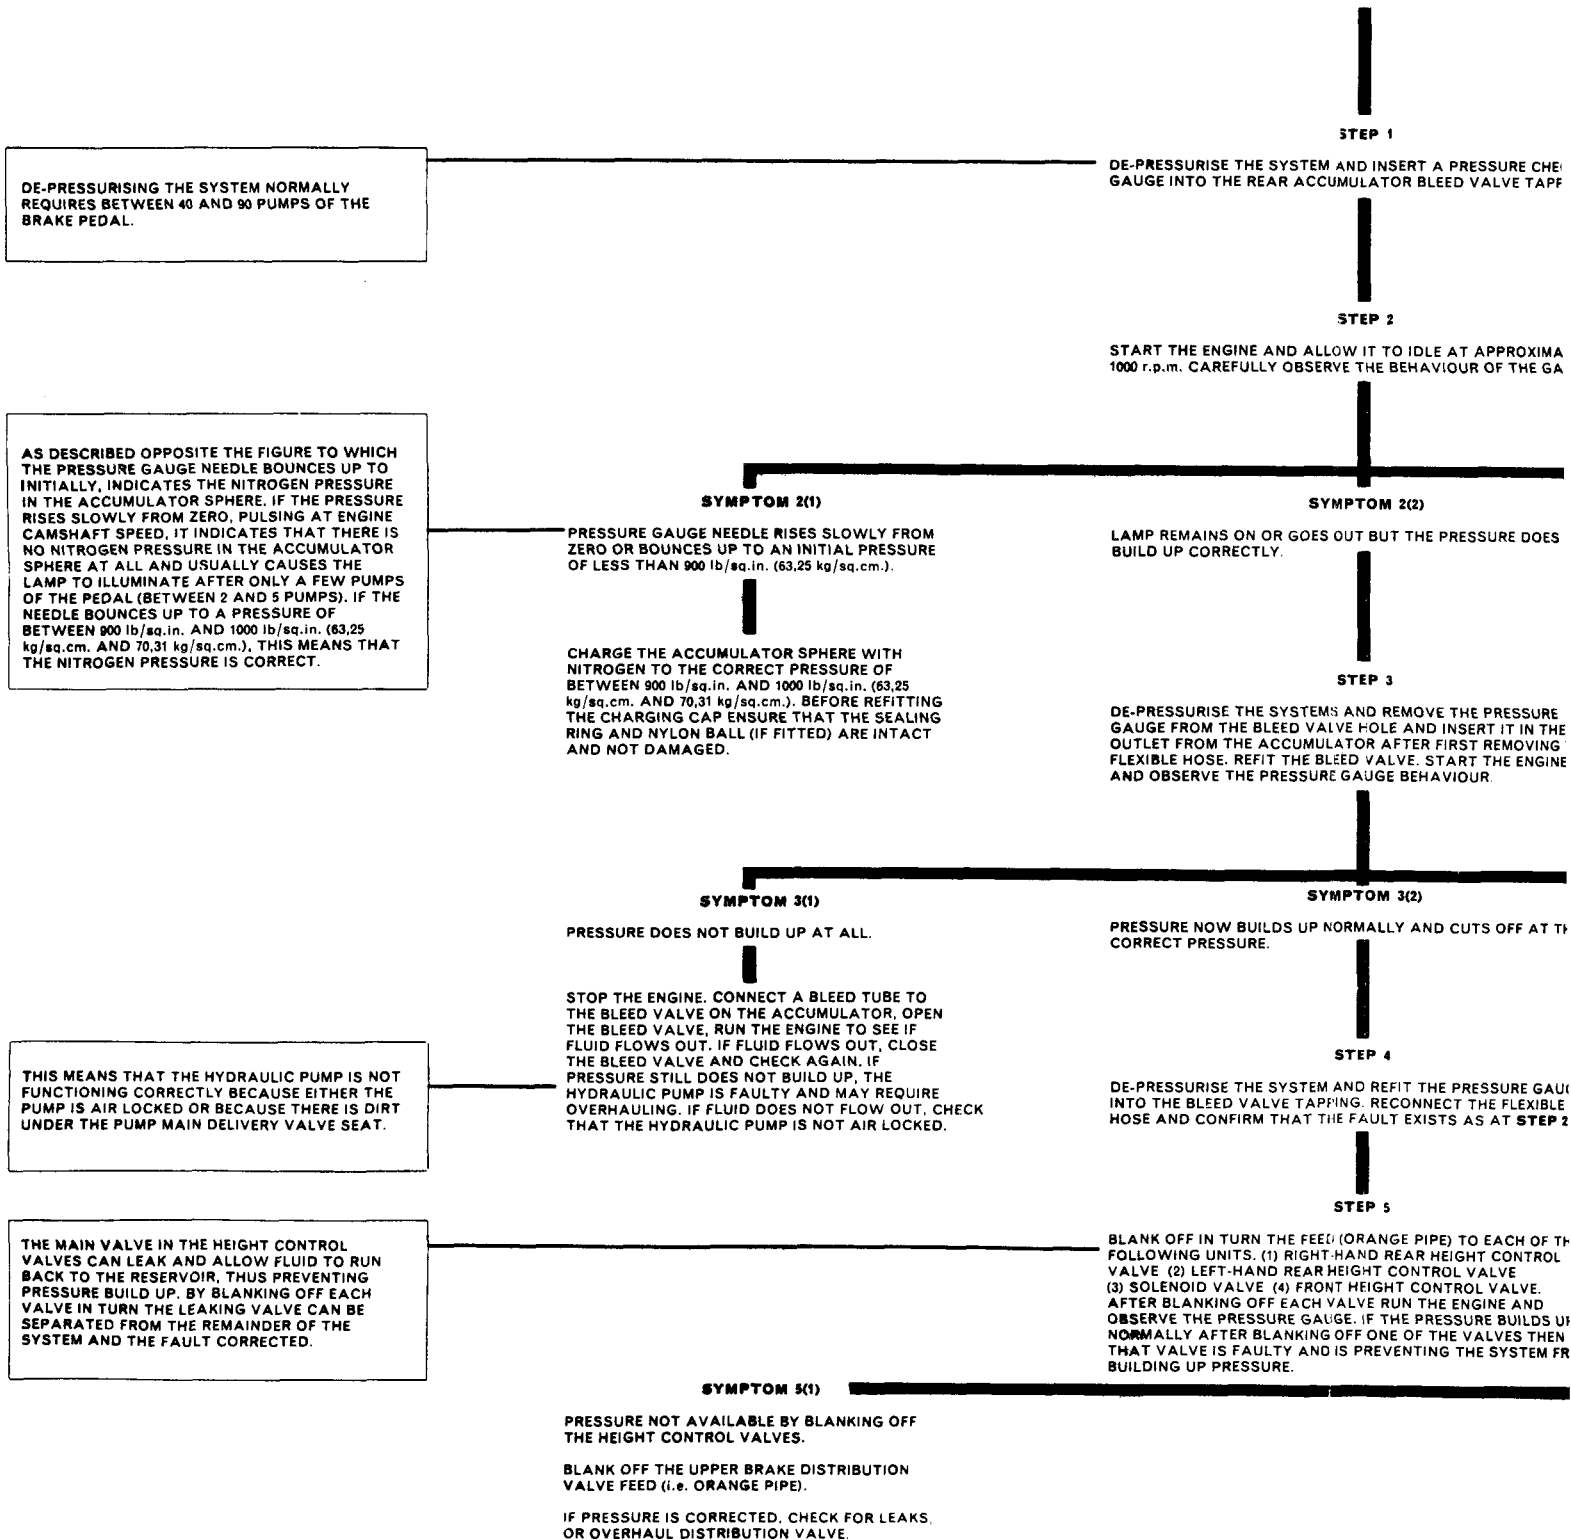 STEP 1
DE-PRESSURISE THE SYSTEM AND INSERT A PRESSURE
GAUGE INTO THE REAR ACCUMULATOR BLEED VALVE
DE-PRESSURISING THE SYSTEM NORMALLY
REQUIRES BETWEEN 40 AND 90 PUMPS OF THE
BRAKE PEDAL.
STEP 2
START THE ENGINE AND ALLOW IT TO IDLE AT
1000 r.p.m. CAREFULLY OBSERVE THE BEHAVIOUR OF THE
AS DESCRIBED OPPOSITE THE FIGURE TO WHICH
THE PRESSURE GAUGE NEEDLE BOUNCES UP TO
INITIALLY, INDICATES THE NITROGEN PRESSURE
IN THE ACCUMULATOR SPHERE. IF THE PRESSURE
RISES SLOWLY FROM ZERO, PULSING AT ENGINE
CAMSHAFT SPEED, IT INDICATES THAT THERE IS
NO NITROGEN PRESSURE IN THE ACCUMULATOR
SPHERE AT ALL AND USUALLY CAUSES THE
LAMP TO ILLUMINATE AFTER ONLY A FEW PUMPS
OF THE PEDAL (BETWEEN 2 AND 5 PUMPS). IF THE
NEEDLE BOUNCES UP TO A PRESSURE OF
BETWEEN 900 lb/sq.in. AND 1000 lb/sq.in. (63,25
kg/sq.cm. AND 70,31 kg/sq.cm.), THIS MEANS THAT
THE NITROGEN PRESSURE IS CORRECT.
SYMPTOM 2(1)
PRESSURE GAUGE NEEDLE RISES SLOWLY FROM
ZERO OR BOUNCES UP TO AN INITIAL PRESSURE
OF LESS THAN 900 lb/sq.in. (63,25 kg/sq.cm.).
CHARGE THE ACCUMULATOR SPHERE WITH
NITROGEN TO THE CORRECT PRESSURE OF
BETWEEN 900 lb/sq.in. AND 1000 lb/sq.in. (63,25
kg/sq.cm. AND 70,31 kg/sq.cm.). BEFORE REFITTING
THE CHARGING CAP ENSURE THAT THE SEALING
RING AND NYLON BALL (IF FITTED) ARE INTACT
AND NOT DAMAGED.
SYMPTOM 2(2)
LAMP REMAINS ON OR GOES OUT BUT THE PRESSURE DOES
BUILD UP CORRECTLY.
STEP 3
DE-PRESSURISE THE SYSTEMS AND REMOVE THE PRESSURE
GAUGE FROM THE BLEED VALVE HOLE AND INSERT IT IN THE
OUTLET FROM THE ACCUMULATOR AFTER FIRST REMOVING
FLEXIBLE HOSE. REFIT THE BLEED VALVE. START THE ENGINE
AND OBSERVE THE PRESSURE GAUGE BEHAVIOUR.
SYMPTOM 3(1)
PRESSURE DOES NOT BUILD UP AT ALL.
STOP THE ENGINE. CONNECT A BLEED TUBE TO
THE BLEED VALVE ON THE ACCUMULATOR, OPEN
THE BLEED VALVE, RUN THE ENGINE TO SEE IF
FLUID FLOWS OUT. IF FLUID FLOWS OUT, CLOSE
THE BLEED VALVE AND CHECK AGAIN. IF
PRESSURE STILL DOES NOT BUILD UP, THE
HYDRAULIC PUMP IS FAULTY AND MAY REQUIRE
OVERHAULING. IF FLUID DOES NOT FLOW OUT, CHECK
THAT THE HYDRAULIC PUMP IS NOT AIR LOCKED.
THIS MEANS THAT THE HYDRAULIC PUMP IS NOT
FUNCTIONING CORRECTLY BECAUSE EITHER THE
PUMP IS AIR LOCKED OR BECAUSE THERE IS DIRT
UNDER THE PUMP MAIN DELIVERY VALVE SEAT.
SYMPTOM 3(2)
PRESSURE NOW BUILDS UP NORMALLY AND CUTS OFF AT
CORRECT PRESSURE.
STEP 4
DE-PRESSURISE THE SYSTEM AND REFIT THE PRESSURE
INTO THE BLEED VALVE TAPPING. RECONNECT THE FLEXIBLE
HOSE AND CONFIRM THAT THE FAULT EXISTS AS AT STEP 2
STEP 5
BLANK OFF IN TURN THE FEED (ORANGE PIPE) TO EACH OF
FOLLOWING UNITS. (1) RIGHT-HAND REAR HEIGHT CONTROL
VALVE (2) LEFT-HAND REAR HEIGHT CONTROL VALVE
(3) SOLENOID VALVE (4) FRONT HEIGHT CONTROL VALVE.
AFTER BLANKING OFF EACH VALVE RUN THE ENGINE AND
OBSERVE THE PRESSURE GAUGE. IF THE PRESSURE BUILDS
NORMALLY AFTER BLANKING OFF ONE OF THE VALVES THEN
THAT VALVE IS FAULTY AND IS PREVENTING THE SYSTEM
BUILDING UP PRESSURE.
THE MAIN VALVE IN THE HEIGHT CONTROL
VALVES CAN LEAK AND ALLOW FLUID TO RUN
BACK TO THE RESERVOIR, THUS PREVENTING
PRESSURE BUILD UP. BY BLANKING OFF EACH
VALVE IN TURN THE LEAKING VALVE CAN BE
SEPARATED FROM THE REMAINDER OF THE
SYSTEM AND THE FAULT CORRECTED.
SYMPTOM 5(1)
PRESSURE NOT AVAILABLE BY BLANKING OFF
THE HEIGHT CONTROL VALVES.
BLANK OFF THE UPPER BRAKE DISTRIBUTION
VALVE FEED (i.e. ORANGE PIPE).
IF PRESSURE IS CORRECTED, CHECK FOR LEAKS,
OR OVERHAUL DISTRIBUTION VALVE.